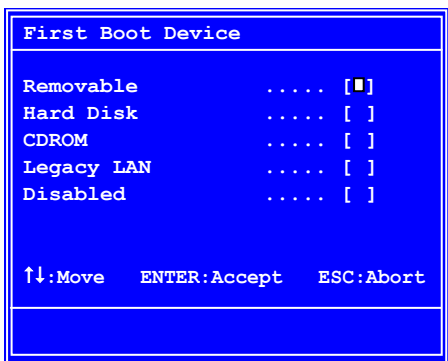 First Boot Device
Removable ..... [■]
Hard Disk ..... [ ]
CDROM ..... [ ]
Legacy LAN ..... [ ]
Disabled ..... [ ]
↑↓:Move ENTER:Accept ESC:Abort